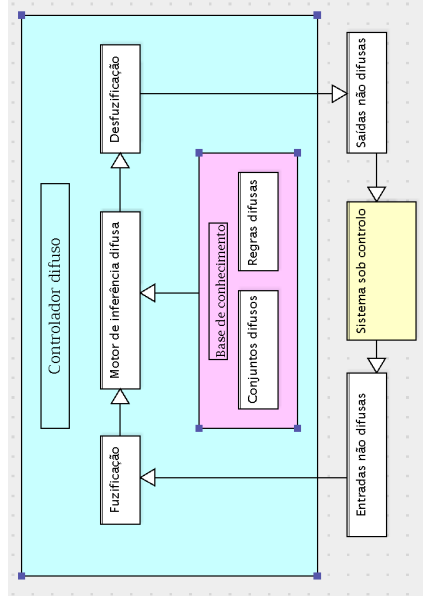 Controlador difuso
Fuzificação
Motor de inferência difusa
Desfuzificação
Base de conhecimento
Conjuntos difusos
Regras difusas
Entradas não difusas
Sistema sob controlo
Saídas não difusas